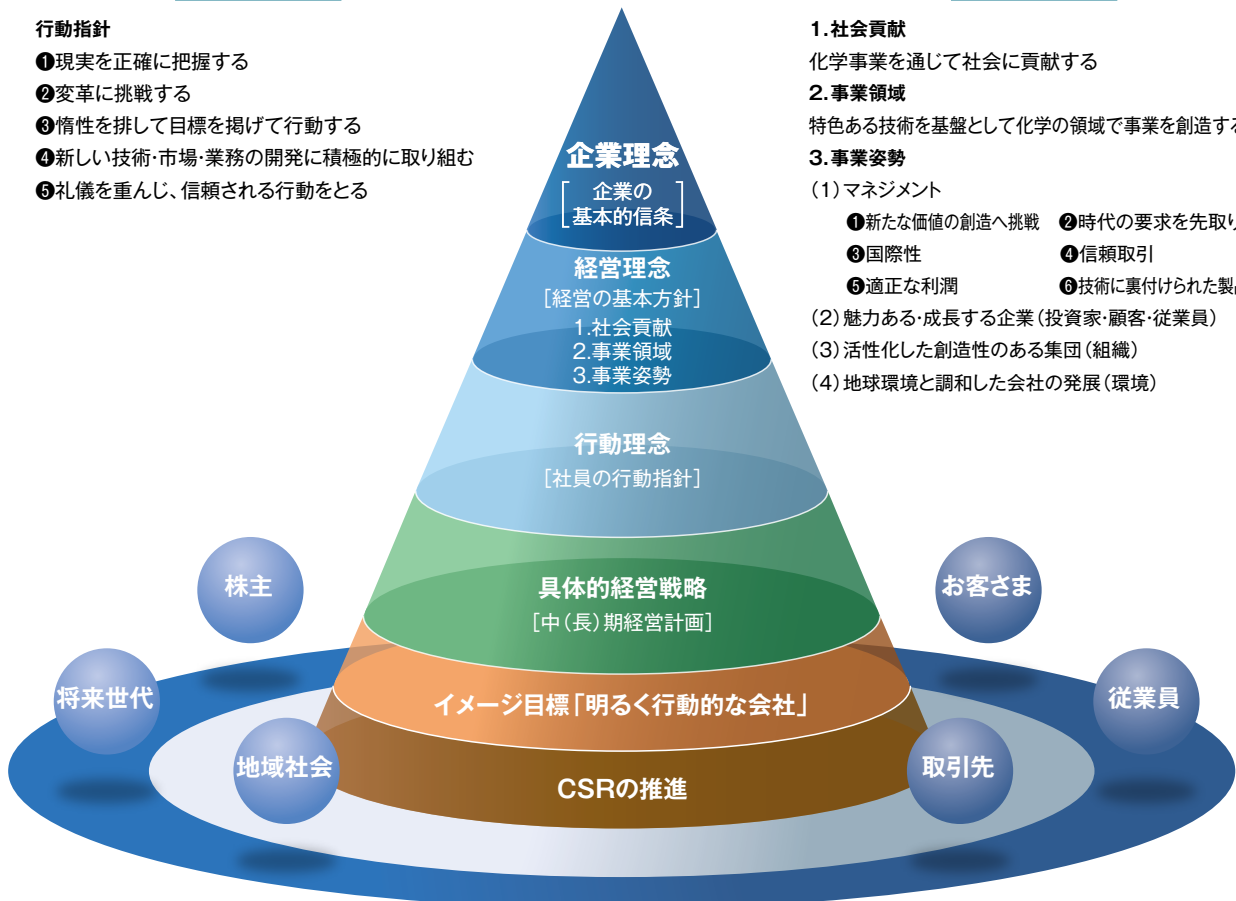 行動指針
❶現実を正確に把握する
❷変革に挑戦する
❸惰性を排して目標を掲げて行動する
❹新しい技術・市場・業務の開発に積極的に取り組む
❺礼儀を重んじ、信頼される行動をとる
1.社会貢献
化学事業を通じて社会に貢献する
2.事業領域
特色ある技術を基盤として化学の領域で事業を創造する
3.事業姿勢
(1)マネジメント
❶新たな価値の創造へ挑戦 ❷時代の要求を先取り
❸国際性 ❹信頼取引
❺適正な利潤 ❻技術に裏付けられた製品
(2)魅力ある・成長する企業(投資家・顧客・従業員)
(3)活性化した創造性のある集団(組織)
(4)地球環境と調和した会社の発展(環境)
企業理念
[企業の
基本的信条]
経営理念
[経営の基本方針]
1.社会貢献
2.事業領域
3.事業姿勢
行動理念
[社員の行動指針]
具体的経営戦略
[中(長)期経営計画]
イメージ目標「明るく行動的な会社」
CSRの推進
株主
将来世代
地域社会
お客さま
従業員
取引先